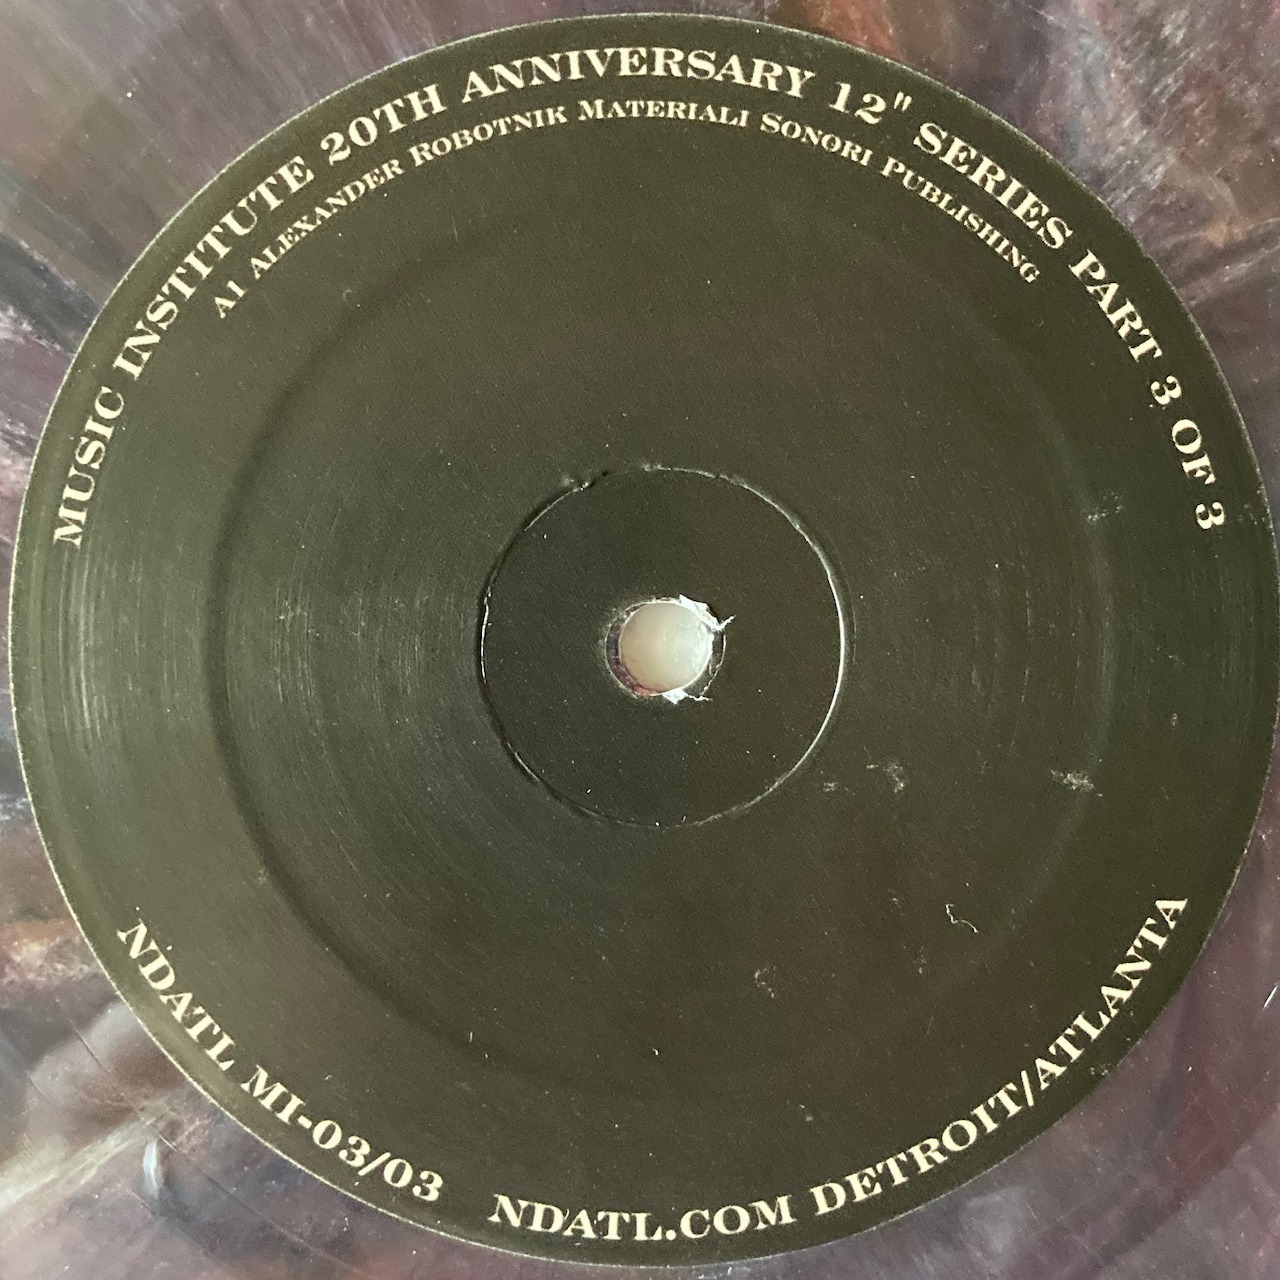 MUSIC INSTITUTE 20TH ANNIVERSARY 12" SERIES PART 3 OF 3
A1 ALEXANDER ROBOTNIK MATERIALI SONORI PUBLISHING
NDATL MI-03/03 NDATL.COM DETROIT/ATLANTA